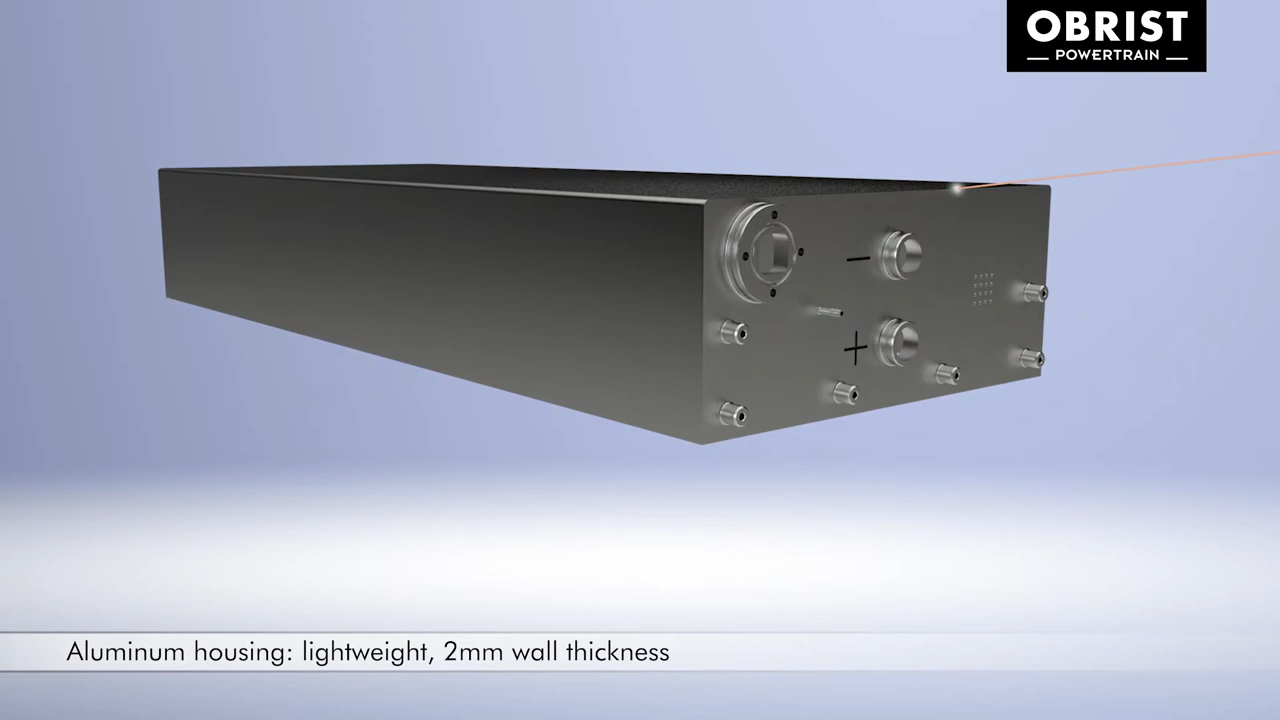 OBRIST
POWERTRAIN
−
+
Aluminum housing: lightweight, 2mm wall thickness